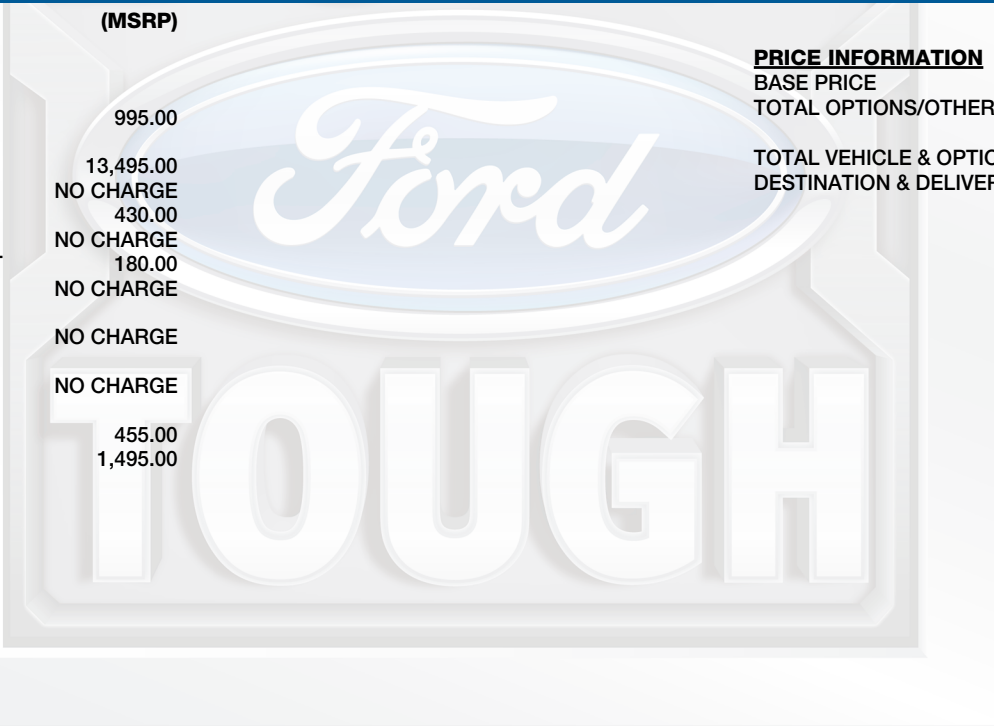 (MSRP)
995.00
13,495.00
NO CHARGE
430.00
NO CHARGE
180.00
NO CHARGE
NO CHARGE
NO CHARGE
455.00
1,495.00
PRICE INFORMATION
BASE PRICE
TOTAL OPTIONS/OTHER
TOTAL VEHICLE & OPTIO
DESTINATION & DELIVER
Ford
TOUGH